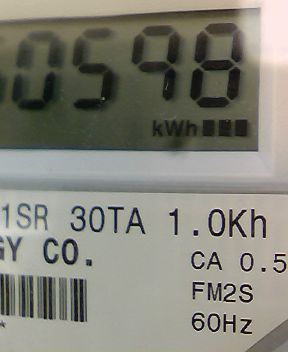 0598
kWh
1SR 30TA 1.0Kh
GY CO.
CA 0.5
FM2S
60Hz